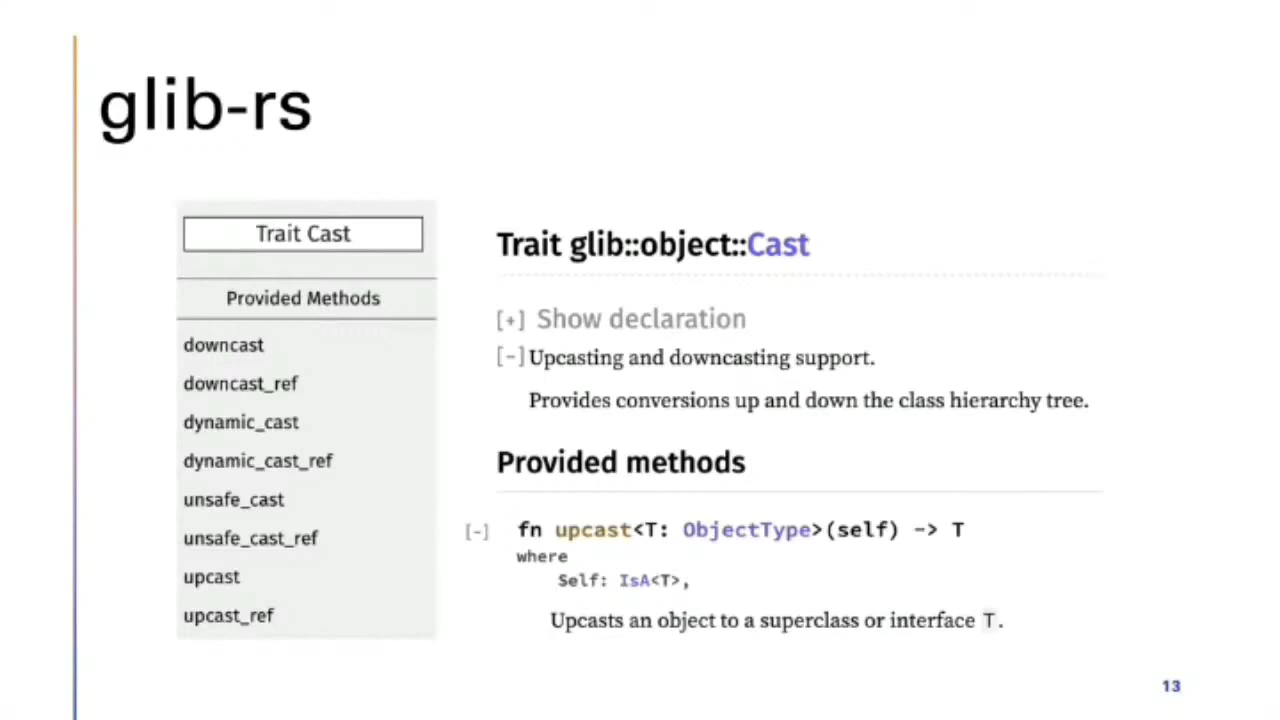 glib-rs
Trait Cast
Provided Methods
downcast
downcast_ref
dynamic_cast
dynamic_cast_ref
unsafe_cast
unsafe_cast_ref
upcast
upcast_ref
Trait glib::object::Cast
[+] Show declaration
[-] Upcasting and downcasting support.
Provides conversions up and down the class hierarchy tree.
Provided methods
[-] fn upcast<T: ObjectType>(self) -> T
where
Self: IsA<T>,
Upcasts an object to a superclass or interface T.
13